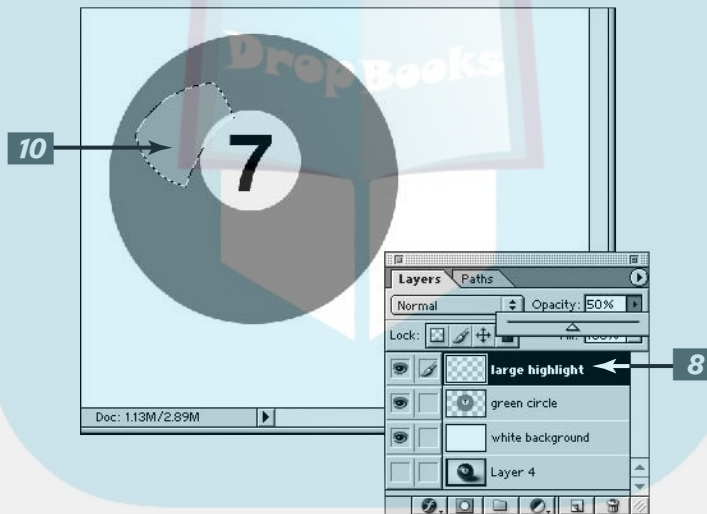 DropBooks
10
7
Layers Paths
Normal Opacity: 50%
Lock:
large highlight
8
green circle
white background
Layer 4
Doc: 1.13M/2.89M